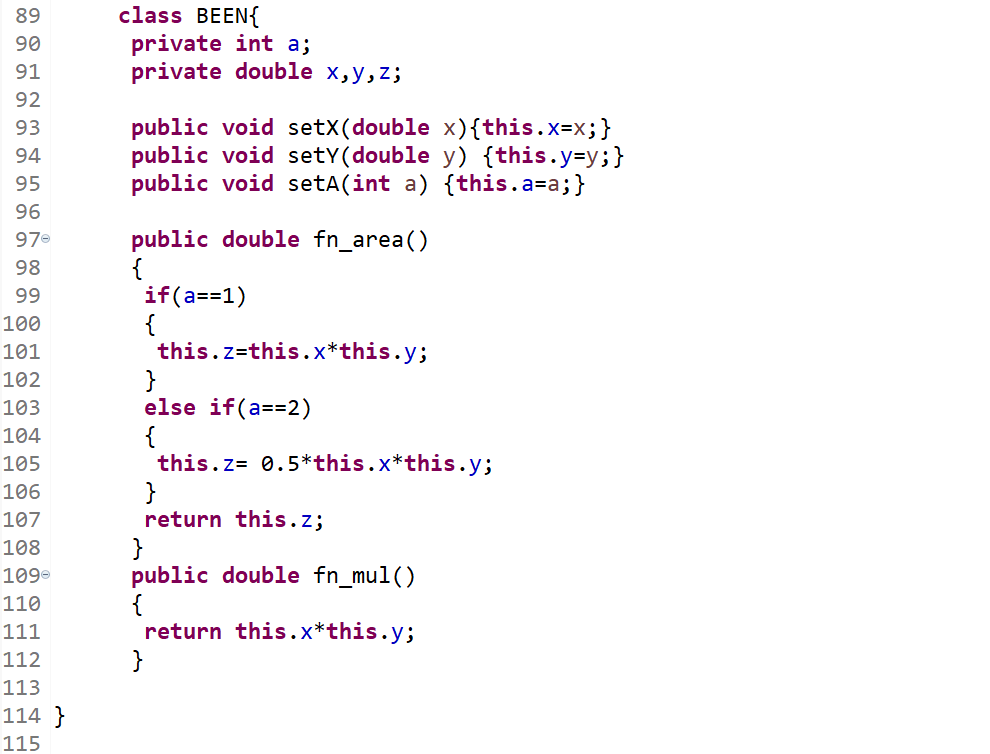 89 class BEEN{
90 private int a;
91 private double x,y,z;
92
93 public void setX(double x){this.x=x;}
94 public void setY(double y) {this.y=y;}
95 public void setA(int a) {this.a=a;}
96
97 public double fn_area()
98 {
99 if(a==1)
100 {
101 this.z=this.x*this.y;
102 }
103 else if(a==2)
104 {
105 this.z= 0.5*this.x*this.y;
106 }
107 return this.z;
108 }
109 public double fn_mul()
110 {
111 return this.x*this.y;
112 }
113
114 }
115